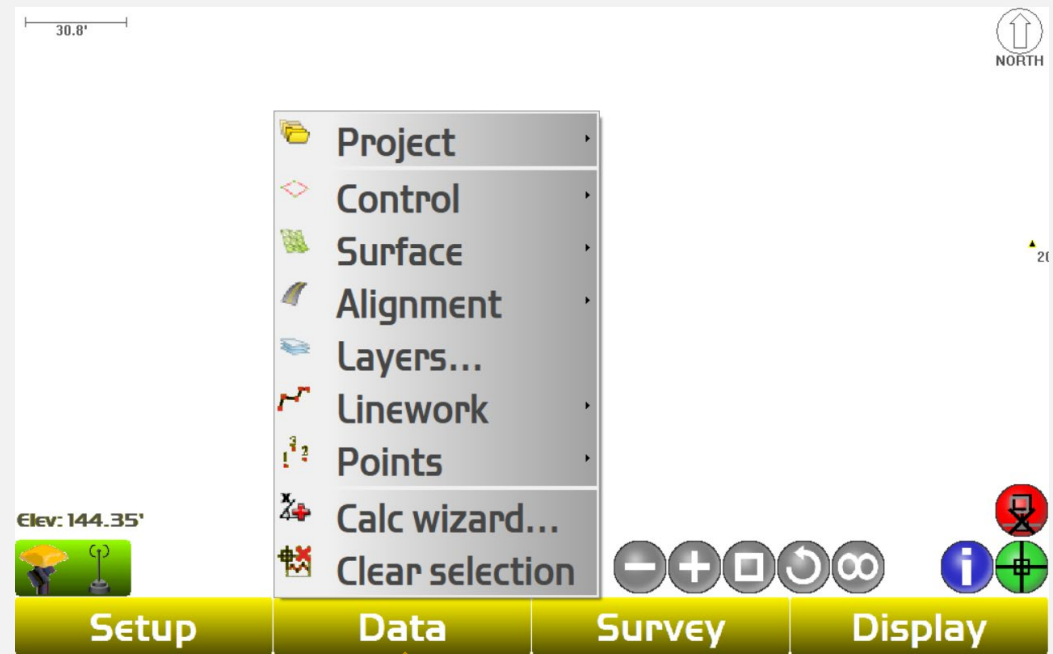 30.8'
NORTH
Project
Control
Surface
Alignment
Layers...
Linework
Points
Calc wizard...
Clear selection
Elev: 144.35'
Setup
Data
Survey
Display